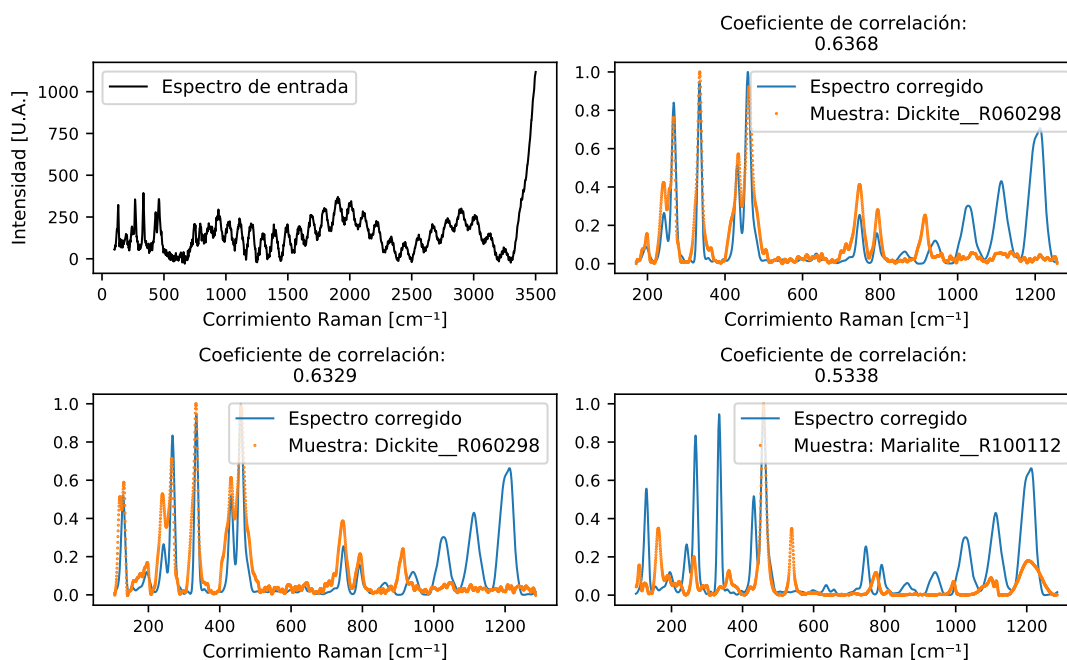 Espectro de entrada
Intensidad [U.A.]
1000
750
500
250
0
0 500 1000 1500 2000 2500 3000 3500
Corrimiento Raman [cm⁻¹]
Coeficiente de correlación:
0.6368
Espectro corregido
Muestra: Dickite__R060298
1.0
0.8
0.6
0.4
0.2
0.0
200 400 600 800 1000 1200
Corrimiento Raman [cm⁻¹]
Coeficiente de correlación:
0.6329
Espectro corregido
Muestra: Dickite__R060298
1.0
0.8
0.6
0.4
0.2
0.0
200 400 600 800 1000 1200
Corrimiento Raman [cm⁻¹]
Coeficiente de correlación:
0.5338
Espectro corregido
Muestra: Marialite__R100112
1.0
0.8
0.6
0.4
0.2
0.0
200 400 600 800 1000 1200
Corrimiento Raman [cm⁻¹]